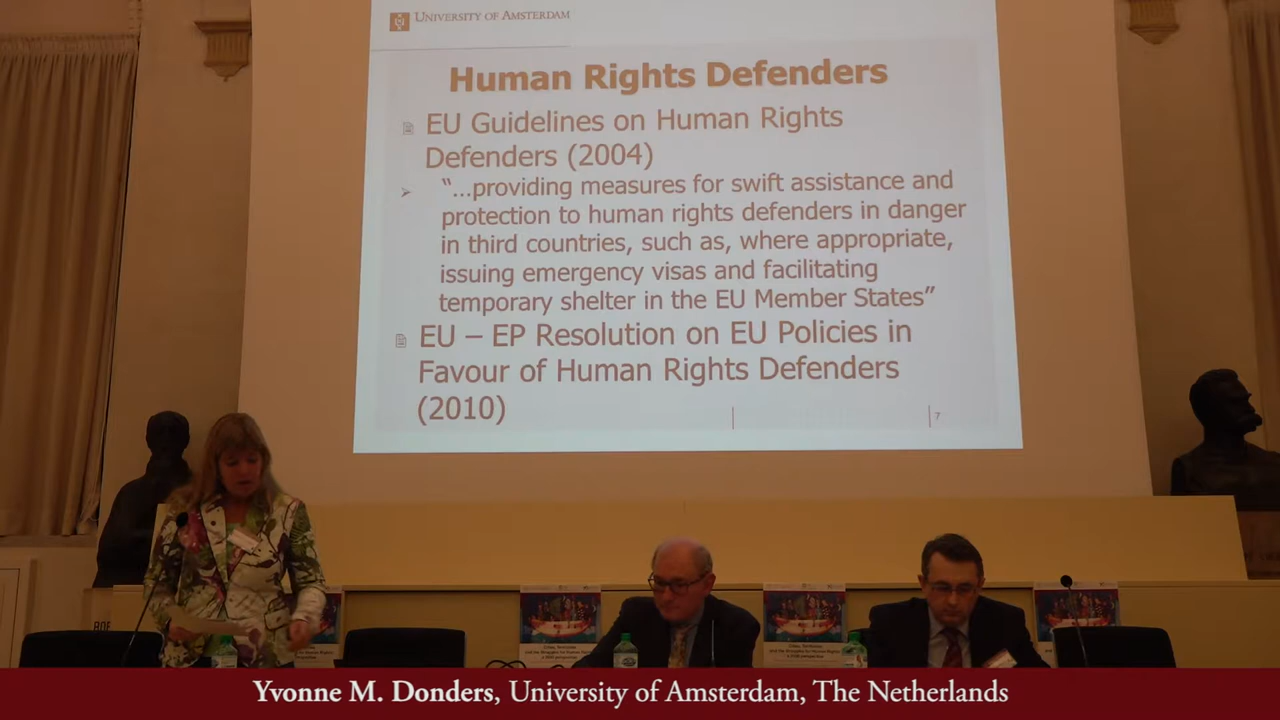 University of Amsterdam
Human Rights Defenders
EU Guidelines on Human Rights
Defenders (2004)
“...providing measures for swift assistance and
protection to human rights defenders in danger
in third countries, such as, where appropriate,
issuing emergency visas and facilitating
temporary shelter in the EU Member States”
EU – EP Resolution on EU Policies in
Favour of Human Rights Defenders
(2010)
7
Yvonne M. Donders, University of Amsterdam, The Netherlands